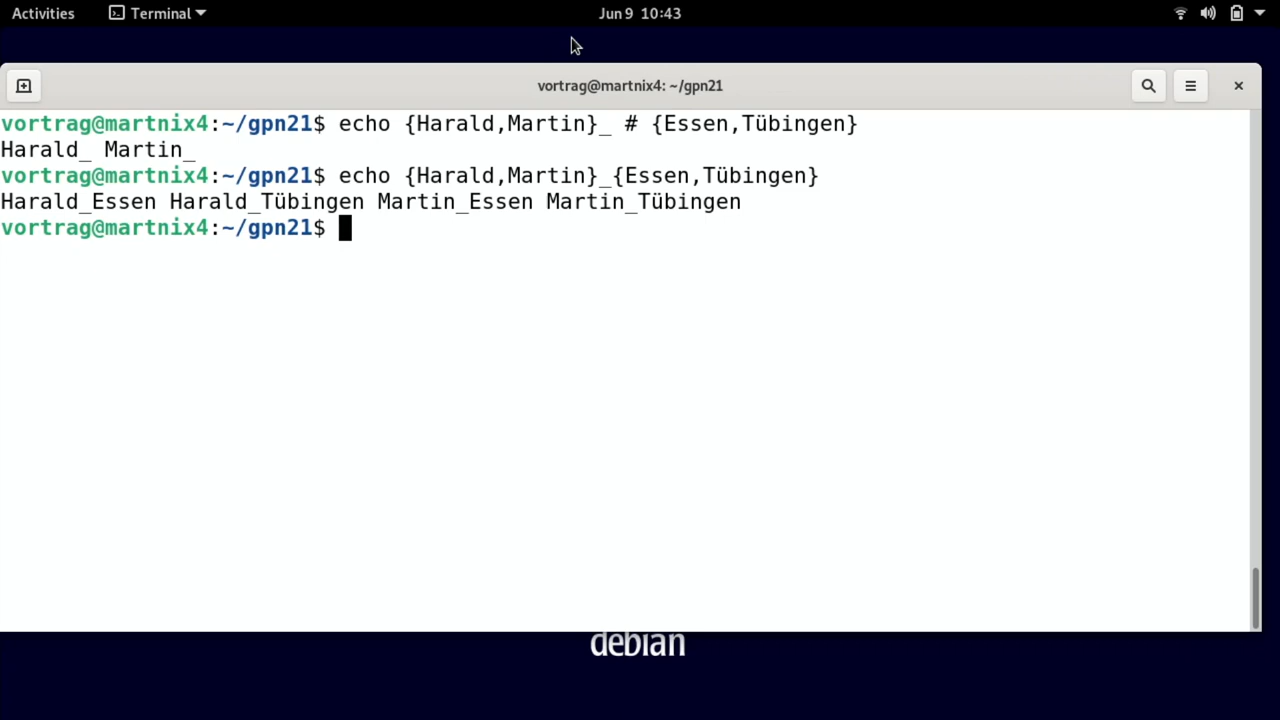 Activities Terminal Jun 9 10:43
vortrag@martnix4: ~/gpn21
vortrag@martnix4:~/gpn21$ echo {Harald,Martin}_ # {Essen,Tübingen}
Harald_ Martin_
vortrag@martnix4:~/gpn21$ echo {Harald,Martin}_{Essen,Tübingen}
Harald_Essen Harald_Tübingen Martin_Essen Martin_Tübingen
vortrag@martnix4:~/gpn21$
debian